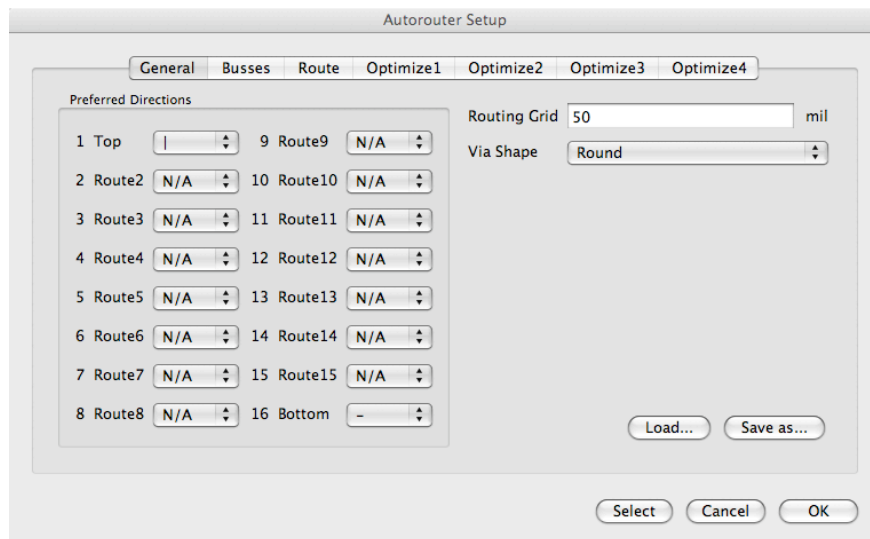 Autorouter Setup
General Busses Route Optimize1 Optimize2 Optimize3 Optimize4
Preferred Directions
Routing Grid 50 mil
Via Shape Round
1 Top | 9 Route9 N/A
2 Route2 N/A 10 Route10 N/A
3 Route3 N/A 11 Route11 N/A
4 Route4 N/A 12 Route12 N/A
5 Route5 N/A 13 Route13 N/A
6 Route6 N/A 14 Route14 N/A
7 Route7 N/A 15 Route15 N/A
8 Route8 N/A 16 Bottom -
Load... Save as...
Select Cancel OK